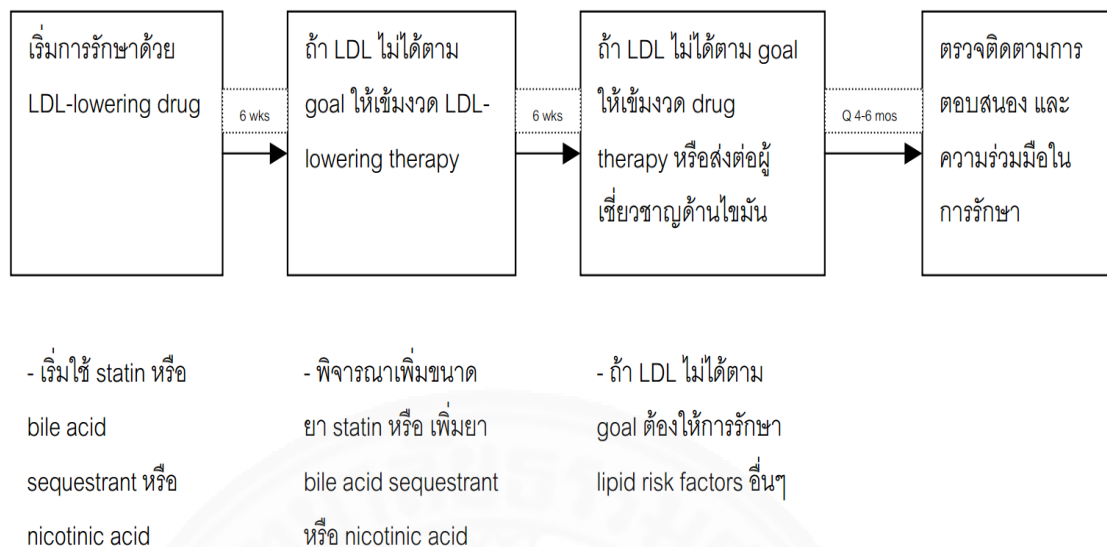 เริ่มการรักษาด้วย
LDL-lowering drug
6 wks
ถ้า LDL ไม่ได้ตาม
goal ให้เข้มงวด LDL-
lowering therapy
6 wks
ถ้า LDL ไม่ได้ตาม goal
ให้เข้มงวด drug
therapy หรือส่งต่อผู้
เชี่ยวชาญด้านไขมัน
Q 4-6 mos
ตรวจติดตามการ
ตอบสนอง และ
ความร่วมมือใน
การรักษา
- เริ่มใช้ statin หรือ
bile acid
sequestrant หรือ
nicotinic acid
- พิจารณาเพิ่มขนาด
ยา statin หรือ เพิ่มยา
bile acid sequestrant
หรือ nicotinic acid
- ถ้า LDL ไม่ได้ตาม
goal ต้องให้การรักษา
lipid risk factors อื่นๆ